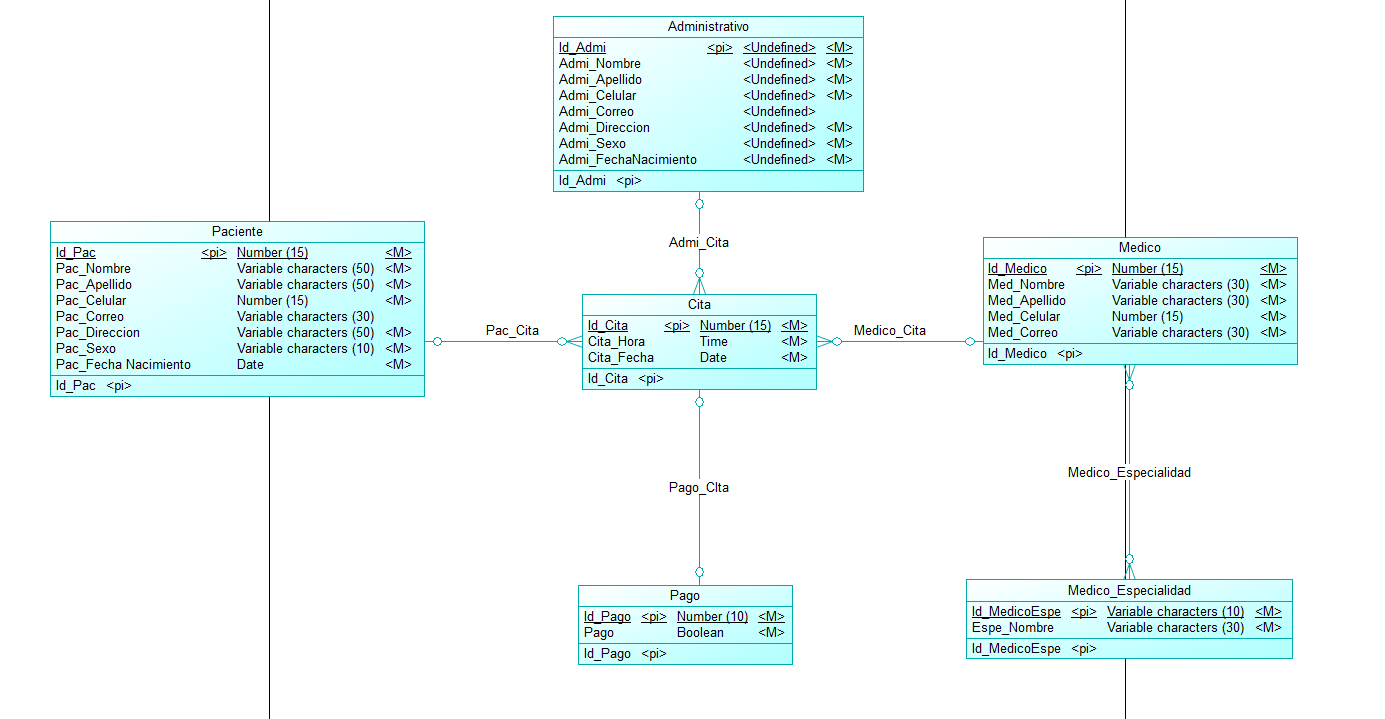 Administrativo
Id_Admi <pi> <Undefined> <M>
Admi_Nombre <Undefined> <M>
Admi_Apellido <Undefined> <M>
Admi_Celular <Undefined> <M>
Admi_Correo <Undefined>
Admi_Direccion <Undefined> <M>
Admi_Sexo <Undefined> <M>
Admi_FechaNacimiento <Undefined> <M>
Id_Admi <pi>
Admi_Cita
Paciente
Id_Pac <pi> Number (15) <M>
Pac_Nombre Variable characters (50) <M>
Pac_Apellido Variable characters (50) <M>
Pac_Celular Number (15) <M>
Pac_Correo Variable characters (30)
Pac_Direccion Variable characters (50) <M>
Pac_Sexo Variable characters (10) <M>
Pac_Fecha Nacimiento Date <M>
Id_Pac <pi>
Pac_Cita
Cita
Id_Cita <pi> Number (15) <M>
Cita_Hora Time <M>
Cita_Fecha Date <M>
Id_Cita <pi>
Medico_Cita
Medico
Id_Medico <pi> Number (15) <M>
Med_Nombre Variable characters (30) <M>
Med_Apellido Variable characters (30) <M>
Med_Celular Number (15) <M>
Med_Correo Variable characters (30) <M>
Id_Medico <pi>
Medico_Especialidad
Pago_CIta
Pago
Id_Pago <pi> Number (10) <M>
Pago Boolean <M>
Id_Pago <pi>
Medico_Especialidad
Id_MedicoEspe <pi> Variable characters (10) <M>
Espe_Nombre Variable characters (30) <M>
Id_MedicoEspe <pi>